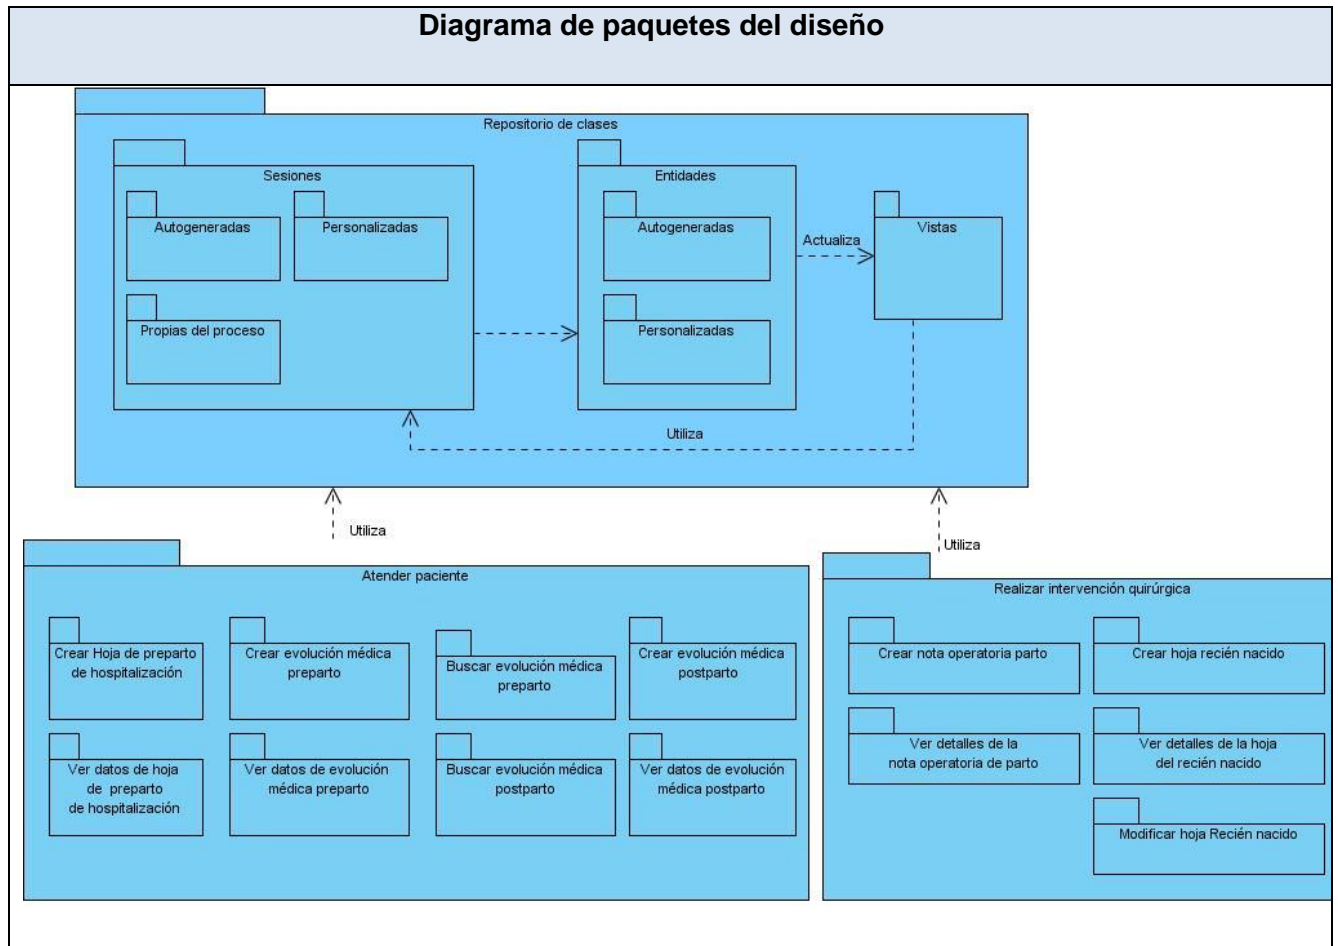 Diagrama de paquetes del diseño
Repositorio de clases
Sesiones
Autogeneradas
Personalizadas
Propias del proceso
Entidades
Autogeneradas
Personalizadas
Actualiza
Vistas
Utiliza
Utiliza
Utiliza
Atender paciente
Crear Hoja de preparto
de hospitalización
Crear evolución médica
preparto
Buscar evolución médica
preparto
Crear evolución médica
postparto
Ver datos de hoja
de preparto
de hospitalización
Ver datos de evolución
médica preparto
Buscar evolución médica
postparto
Ver datos de evolución
médica postparto
Realizar intervención quirúrgica
Crear nota operatoria parto
Crear hoja recién nacido
Ver detalles de la
nota operatoria de parto
Ver detalles de la hoja
del recién nacido
Modificar hoja Recién nacido